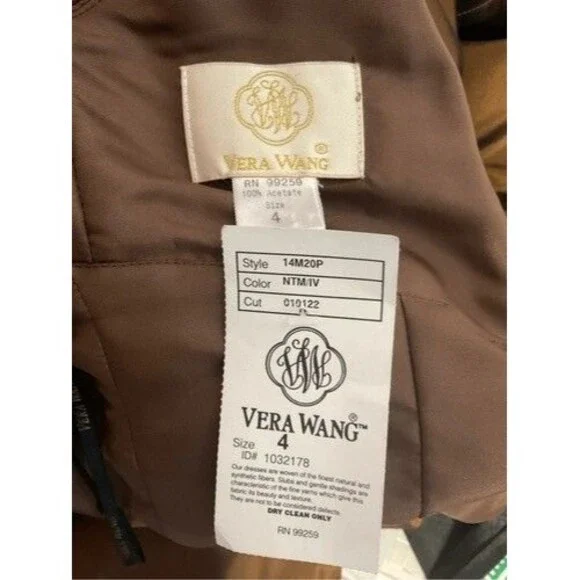 VERA WANG®
RN 99259
100% Acetate
Size
4
Style 14M20P
Color NTM/IV
Cut 010122
VERA WANG™
Size 4
ID# 1032178
Our dresses are woven of the finest natural and
synthetic fibers. Slubs and gentle shadings are
characteristic of the fine yarns which give this
fabric its beauty and texture.
They are not to be considered defects.
DRY CLEAN ONLY
RN 99259
VERA WANG